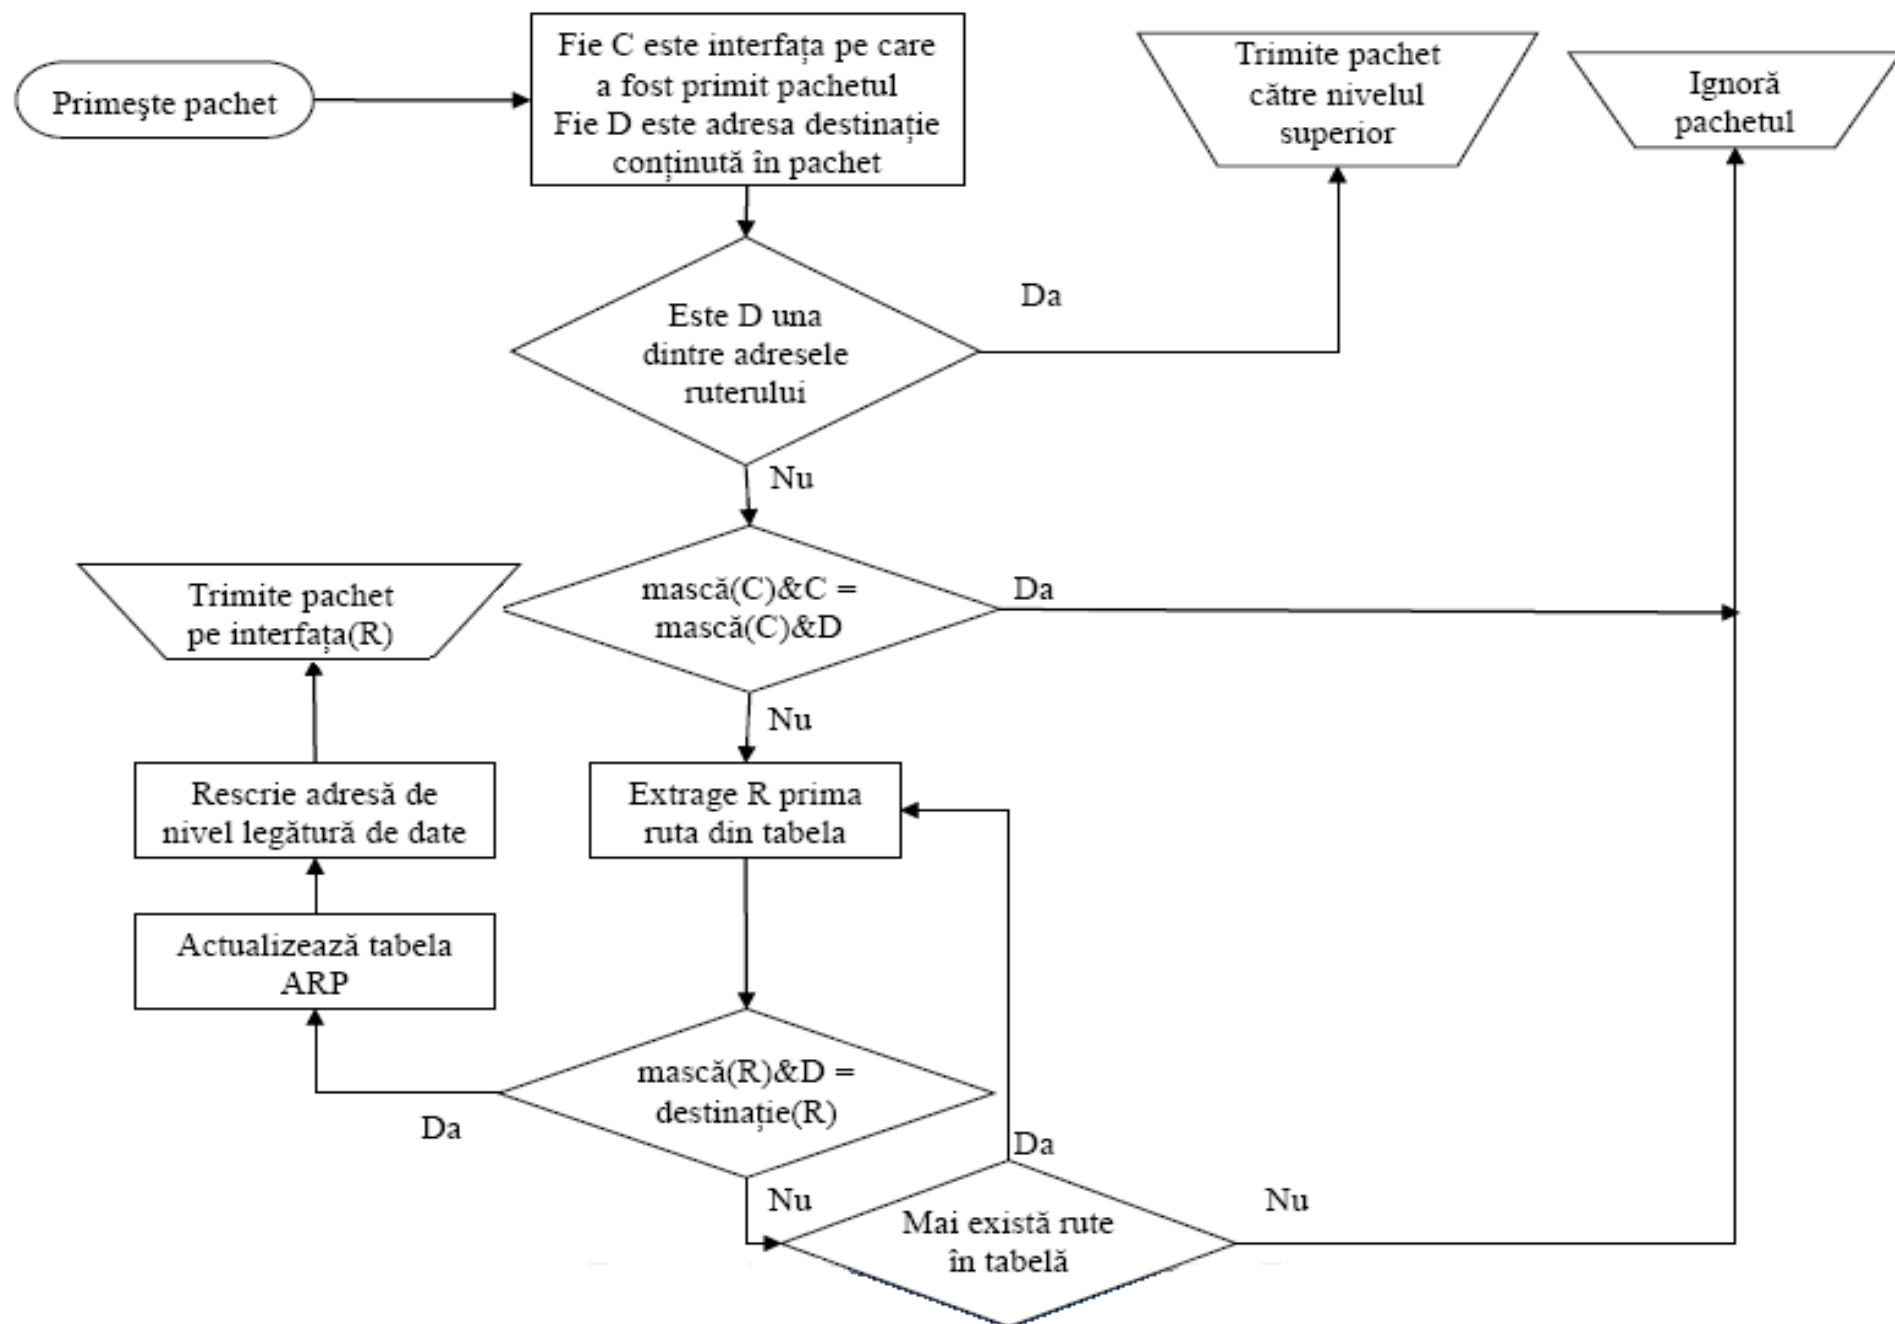 Primeşte pachet
Fie C este interfața pe care
a fost primit pachetul
Fie D este adresa destinație
conținută în pachet
Trimite pachet
către nivelul
superior
Ignoră
pachetul
Este D una
dintre adresele
ruterului
Da
Nu
mască(C)&C =
mască(C)&D
Da
Nu
Trimite pachet
pe interfața(R)
Rescrie adresă de
nivel legătură de date
Extrage R prima
ruta din tabela
Actualizează tabela
ARP
mască(R)&D =
destinație(R)
Da
Nu
Da
Mai există rute
în tabelă
Nu